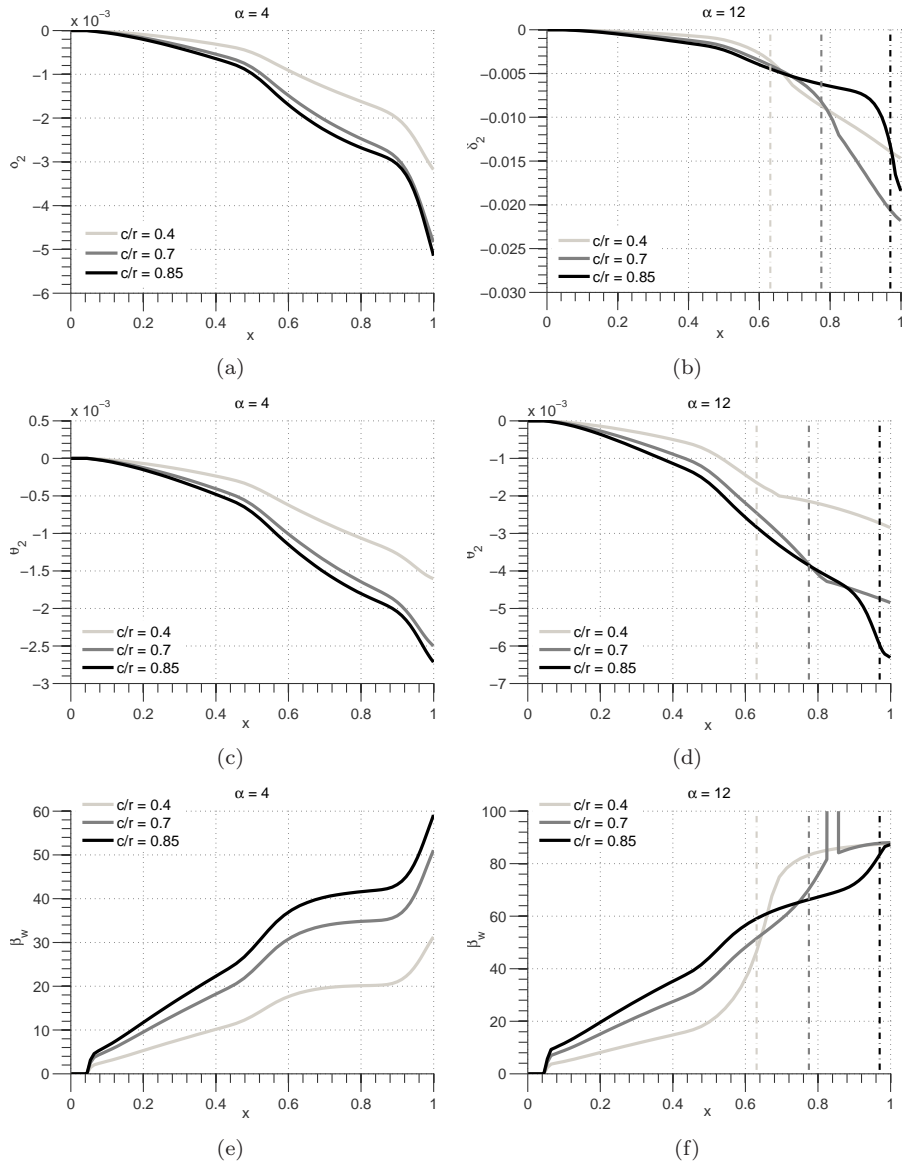 x 10⁻³
α = 4
0
−1
−2
−3
−4
−5
−6
δ₂
c/r = 0.4
c/r = 0.7
c/r = 0.85
0 0.2 0.4 0.6 0.8 1
x
(a)
α = 12
0
−0.005
−0.010
−0.015
−0.020
−0.025
−0.030
δ₂
c/r = 0.4
c/r = 0.7
c/r = 0.85
0 0.2 0.4 0.6 0.8 1
x
(b)
x 10⁻³
α = 4
0.5
0
−0.5
−1
−1.5
−2
−2.5
−3
θ₂
c/r = 0.4
c/r = 0.7
c/r = 0.85
0 0.2 0.4 0.6 0.8 1
x
(c)
x 10⁻³
α = 12
0
−1
−2
−3
−4
−5
−6
−7
θ₂
c/r = 0.4
c/r = 0.7
c/r = 0.85
0 0.2 0.4 0.6 0.8 1
x
(d)
α = 4
60
50
40
30
20
10
0
β_w
c/r = 0.4
c/r = 0.7
c/r = 0.85
0 0.2 0.4 0.6 0.8 1
x
(e)
α = 12
100
80
60
40
20
0
β_w
c/r = 0.4
c/r = 0.7
c/r = 0.85
0 0.2 0.4 0.6 0.8 1
x
(f)